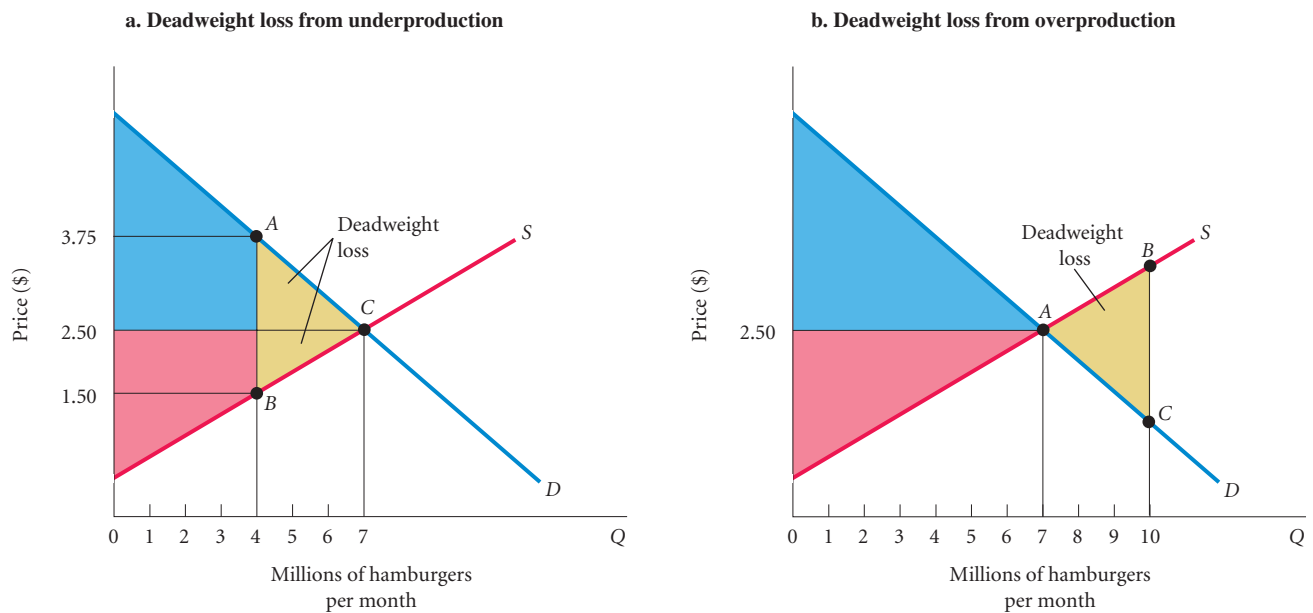 a. Deadweight loss from underproduction
Price ($)
3.75
2.50
1.50
A
B
C
Deadweight
loss
S
D
0 1 2 3 4 5 6 7 Q
Millions of hamburgers
per month
b. Deadweight loss from overproduction
Price ($)
2.50
Deadweight
loss
A
B
C
S
D
0 1 2 3 4 5 6 7 8 9 10 Q
Millions of hamburgers
per month